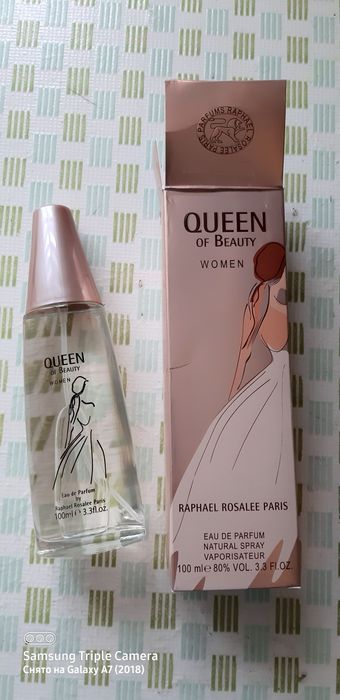 PARFUMS RAPHAEL ROSALEE PARIS
QUEEN
OF BEAUTY
WOMEN
RAPHAEL ROSALEE PARIS
EAU DE PARFUM
NATURAL SPRAY
VAPORISATEUR
100 ml e 80% VOL. 3.3 Fl.OZ.
QUEEN
OF BEAUTY
WOMEN
Eau de Parfum
by
Raphael Rosalee Paris
100ml e 3.3fl.oz
Samsung Triple Camera
Снято на Galaxy A7 (2018)